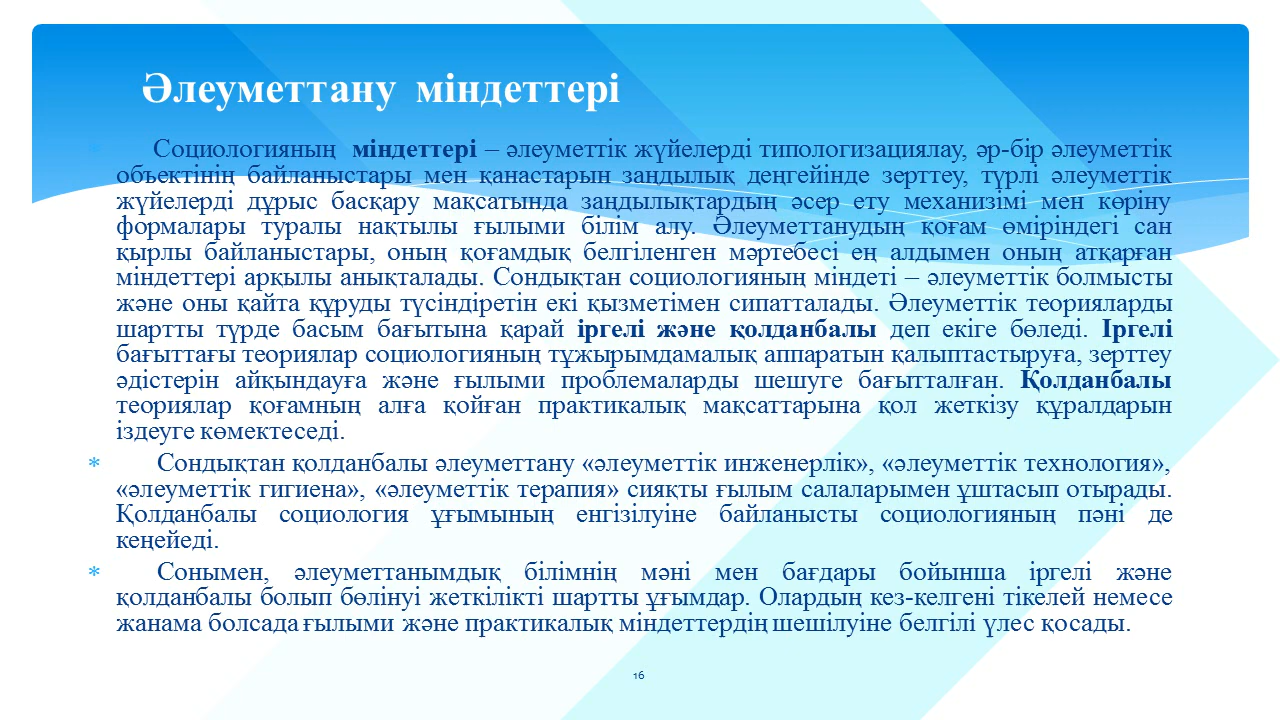 Әлеуметтану міндеттері
* Социологияның міндеттері – әлеуметтік жүйелерді типологизациялау, әр-бір әлеуметтік
объектінің байланыстары мен қанастарын заңдылық деңгейінде зерттеу, түрлі әлеуметтік
жүйелерді дұрыс басқару мақсатында заңдылықтардың әсер ету механизімі мен көріну
формалары туралы нақтылы ғылыми білім алу. Әлеуметтанудың қоғам өміріндегі сан
қырлы байланыстары, оның қоғамдық белгіленген мәртебесі ең алдымен оның атқарған
міндеттері арқылы анықталады. Сондықтан социологияның міндеті – әлеуметтік болмысты
және оны қайта құруды түсіндіретін екі қызметімен сипатталады. Әлеуметтік теорияларды
шартты түрде басым бағытына қарай іргелі және қолданбалы деп екіге бөледі. Іргелі
бағыттағы теориялар социологияның тұжырымдамалық аппаратын қалыптастыруға, зерттеу
әдістерін айқындауға және ғылыми проблемаларды шешуге бағытталған. Қолданбалы
теориялар қоғамның алға қойған практикалық мақсаттарына қол жеткізу құралдарын
іздеуге көмектеседі.
* Сондықтан қолданбалы әлеуметтану «әлеуметтік инженерлік», «әлеуметтік технология»,
«әлеуметтік гигиена», «әлеуметтік терапия» сияқты ғылым салаларымен ұштасып отырады.
Қолданбалы социология ұғымының енгізілуіне байланысты социологияның пәні де
кеңейеді.
* Сонымен, әлеуметтанымдық білімнің мәні мен бағдары бойынша іргелі және
қолданбалы болып бөлінуі жеткілікті шартты ұғымдар. Олардың кез-келгені тікелей немесе
жанама болсада ғылыми және практикалық міндеттердің шешілуіне белгілі үлес қосады.
16